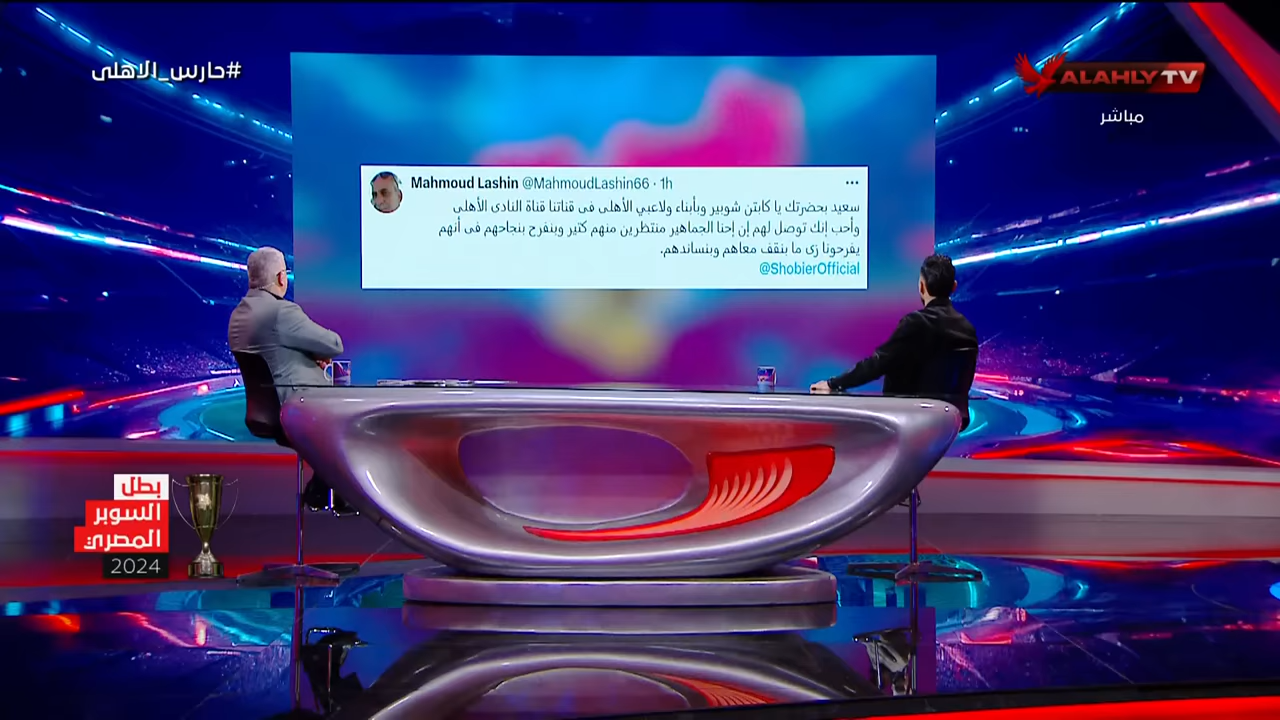 #حارس_الاهلى
ALAHLY TV
مباشر
Mahmoud Lashin @MahmoudLashin66 · 1h
سعيد بحضرتك يا كابتن شوبير وبأبناء ولاعبي الأهلى فى قناتنا قناة النادى الأهلى
وأحب إنك توصل لهم إن إحنا الجماهير منتظرين منهم كتير وبنفرح بنجاحهم فى أنهم
يفرحونا زى ما بنقف معاهم وبنساندهم.
@ShobierOfficial
بطل
السوبر
المصري
2024